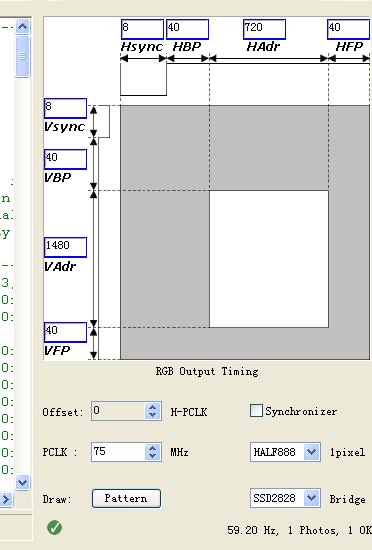 8 40 720 40
Hsync HBP HAdr HFP
8
Vsync
40
VBP
1480
VAdr
40
VFP
RGB Output Timing
Offset: 0 H-PCLK Synchronizer
PCLK : 75 MHz HALF888 1pixel
Draw: Pattern SSD2828 Bridge
59.20 Hz, 1 Photos, 1 OK